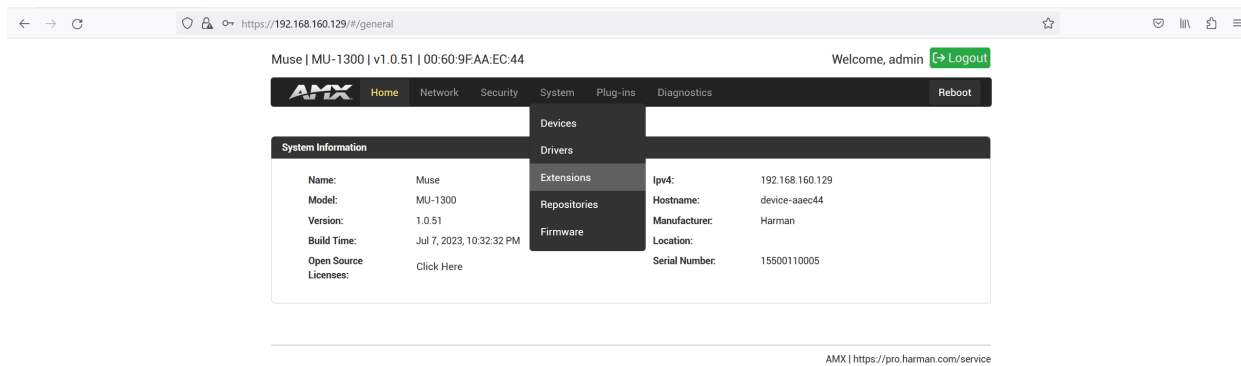 https://192.168.160.129/#/general
Muse | MU-1300 | v1.0.51 | 00:60:9F:AA:EC:44
Welcome, admin Logout
AMX Home Network Security System Plug-ins Diagnostics Reboot
Devices
Drivers
Extensions
Repositories
Firmware
System Information
Name: Muse Ipv4: 192.168.160.129
Model: MU-1300 Hostname: device-aaec44
Version: 1.0.51 Manufacturer: Harman
Build Time: Jul 7, 2023, 10:32:32 PM Location:
Open Source Licenses: Click Here Serial Number: 15500110005
AMX | https://pro.harman.com/service